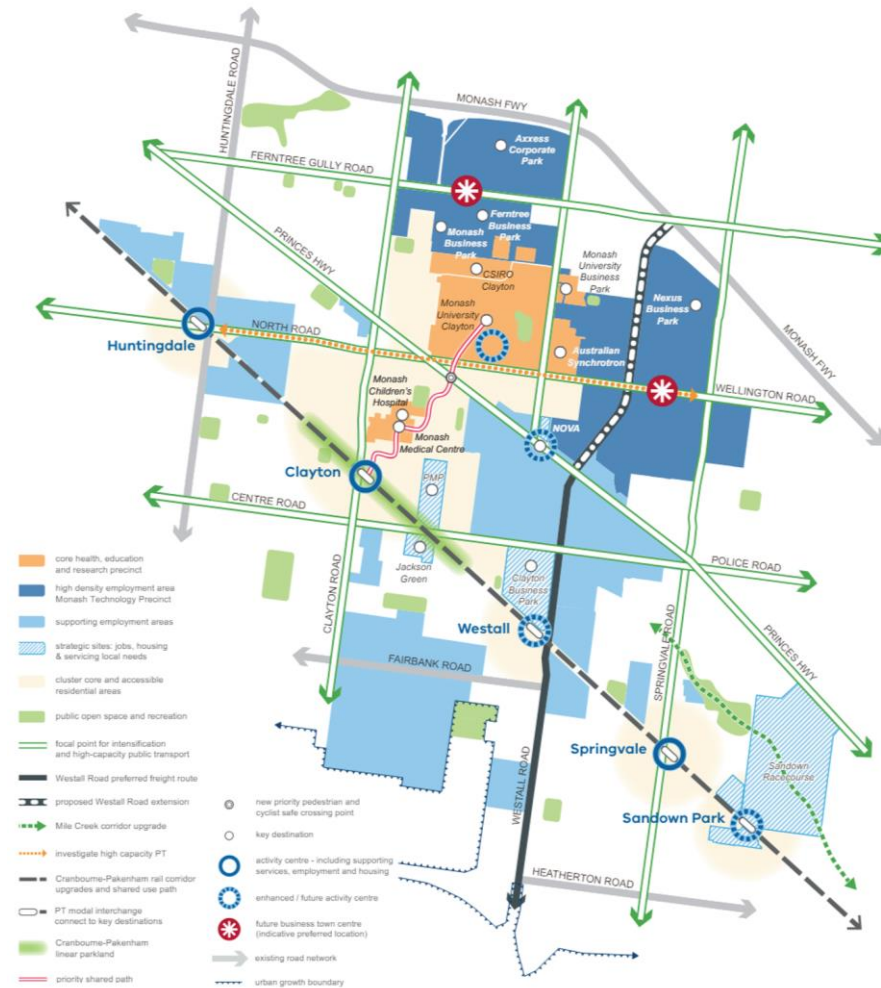 MONASH FWY
HUNTINGDALE ROAD
Axxess
Corporate
Park
FERNTREE GULLY ROAD
PRINCES HWY
Ferntree
Business
Park
Monash
Business
Park
CSIRO
Clayton
Monash
University
Business
Park
Nexus
Business
Park
MONASH FWY
Monash
University
Clayton
Huntingdale
NORTH ROAD
Australian
Synchrotron
WELLINGTON ROAD
Monash
Children's
Hospital
NOVA
Monash
Medical Centre
Clayton
PMP
CENTRE ROAD
POLICE ROAD
Jackson
Green
Clayton
Business
Park
CLAYTON ROAD
Westall
FAIRBANK ROAD
SPRINGVALE ROAD
PRINCES HWY
Springvale
Sandown
Racecourse
Sandown Park
WESTALL ROAD
HEATHERTON ROAD
core health, education
and research precinct
high density employment area
Monash Technology Precinct
supporting employment areas
strategic sites: jobs, housing
& servicing local needs
cluster core and accessible
residential areas
public open space and recreation
focal point for intensification
and high-capacity public transport
Westall Road preferred freight route
proposed Westall Road extension
Mile Creek corridor upgrade
investigate high capacity PT
Cranbourne-Pakenham rail corridor
upgrades and shared use path
PT modal interchange
connect to key destinations
Cranbourne-Pakenham
linear parkland
priority shared path
new priority pedestrian and
cyclist safe crossing point
key destination
activity centre - including supporting
services, employment and housing
enhanced / future activity centre
future business town centre
(indicative preferred location)
existing road network
urban growth boundary